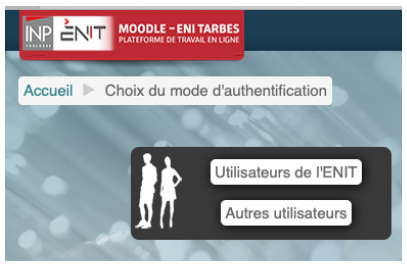 INP ENIT MOODLE – ENI TARBES
TOULOUSE PLATEFORME DE TRAVAIL EN LIGNE
Accueil ▶ Choix du mode d'authentification
Utilisateurs de l'ENIT
Autres utilisateurs